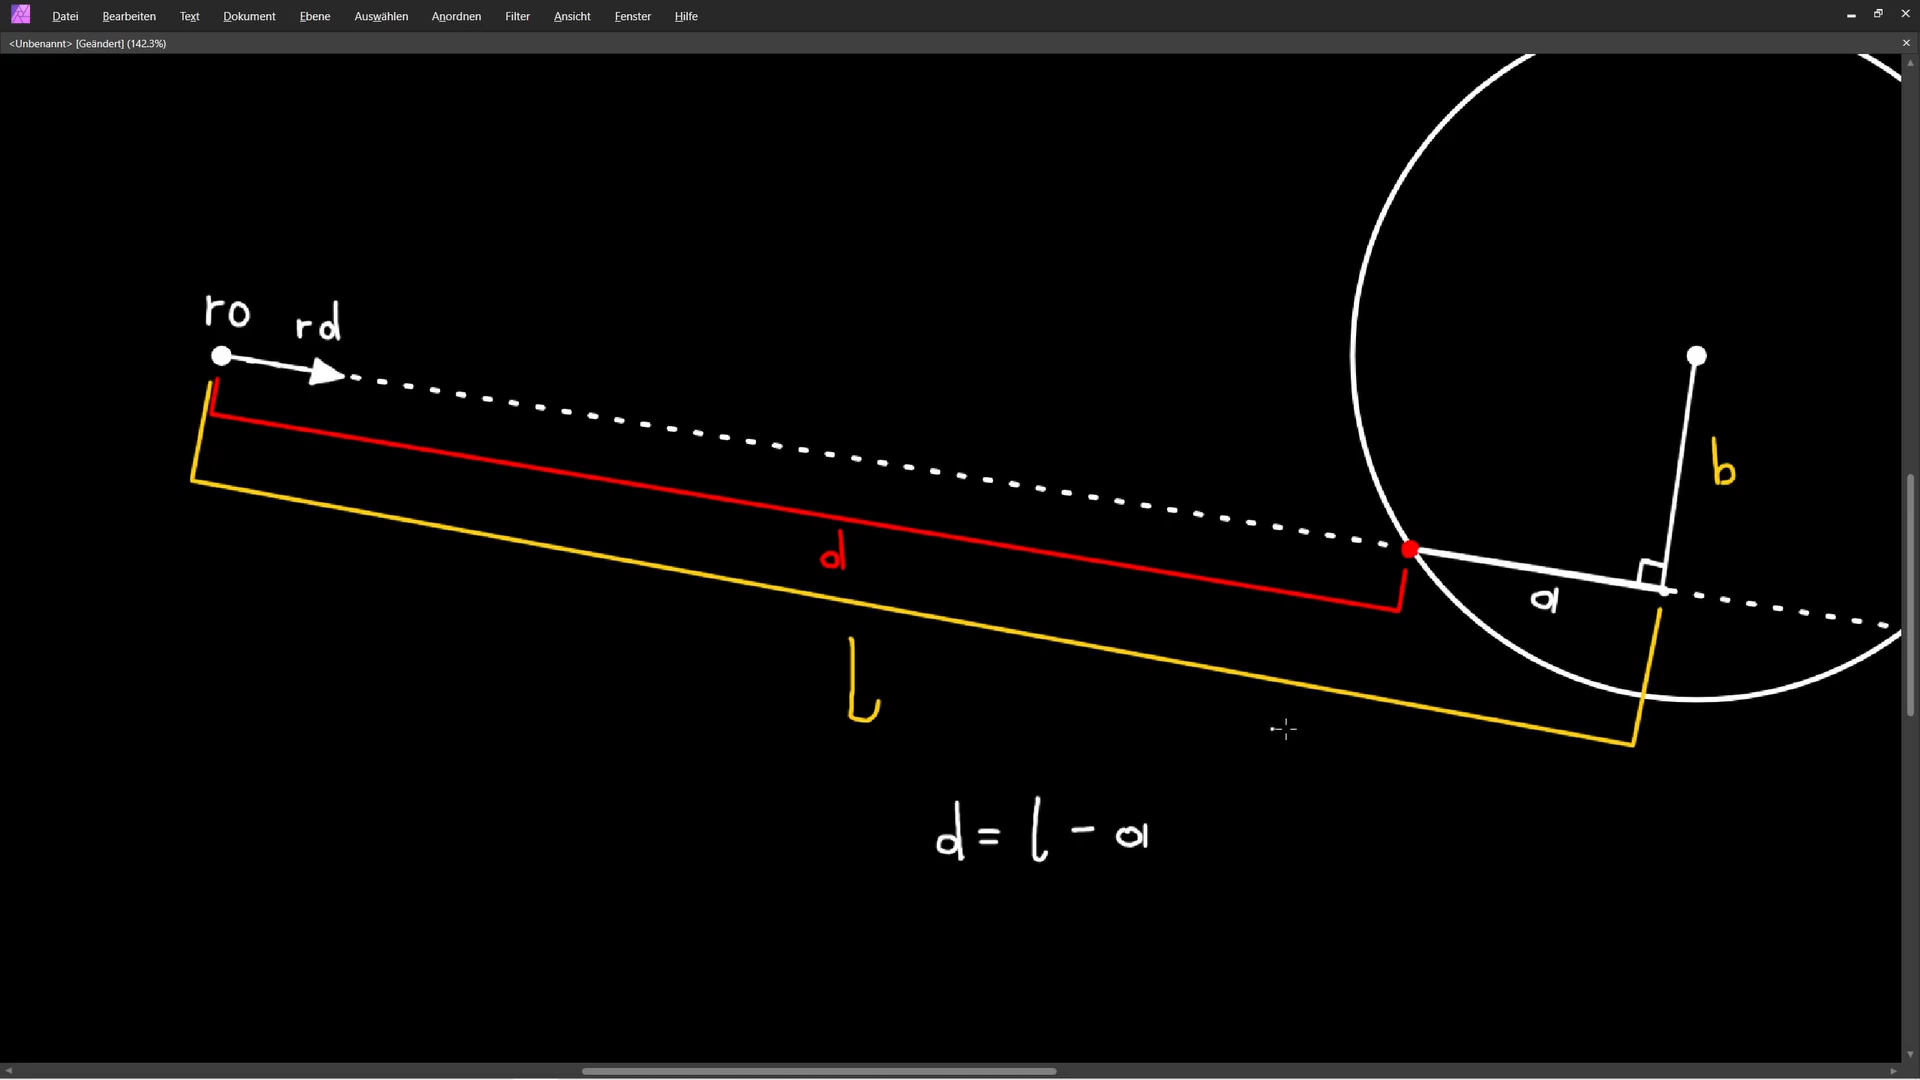 Datei Bearbeiten Text Dokument Ebene Auswählen Anordnen Filter Ansicht Fenster Hilfe
<Unbenannt> [Geändert] (142.3%)
ro
rd
b
d
a
l
d = l - a